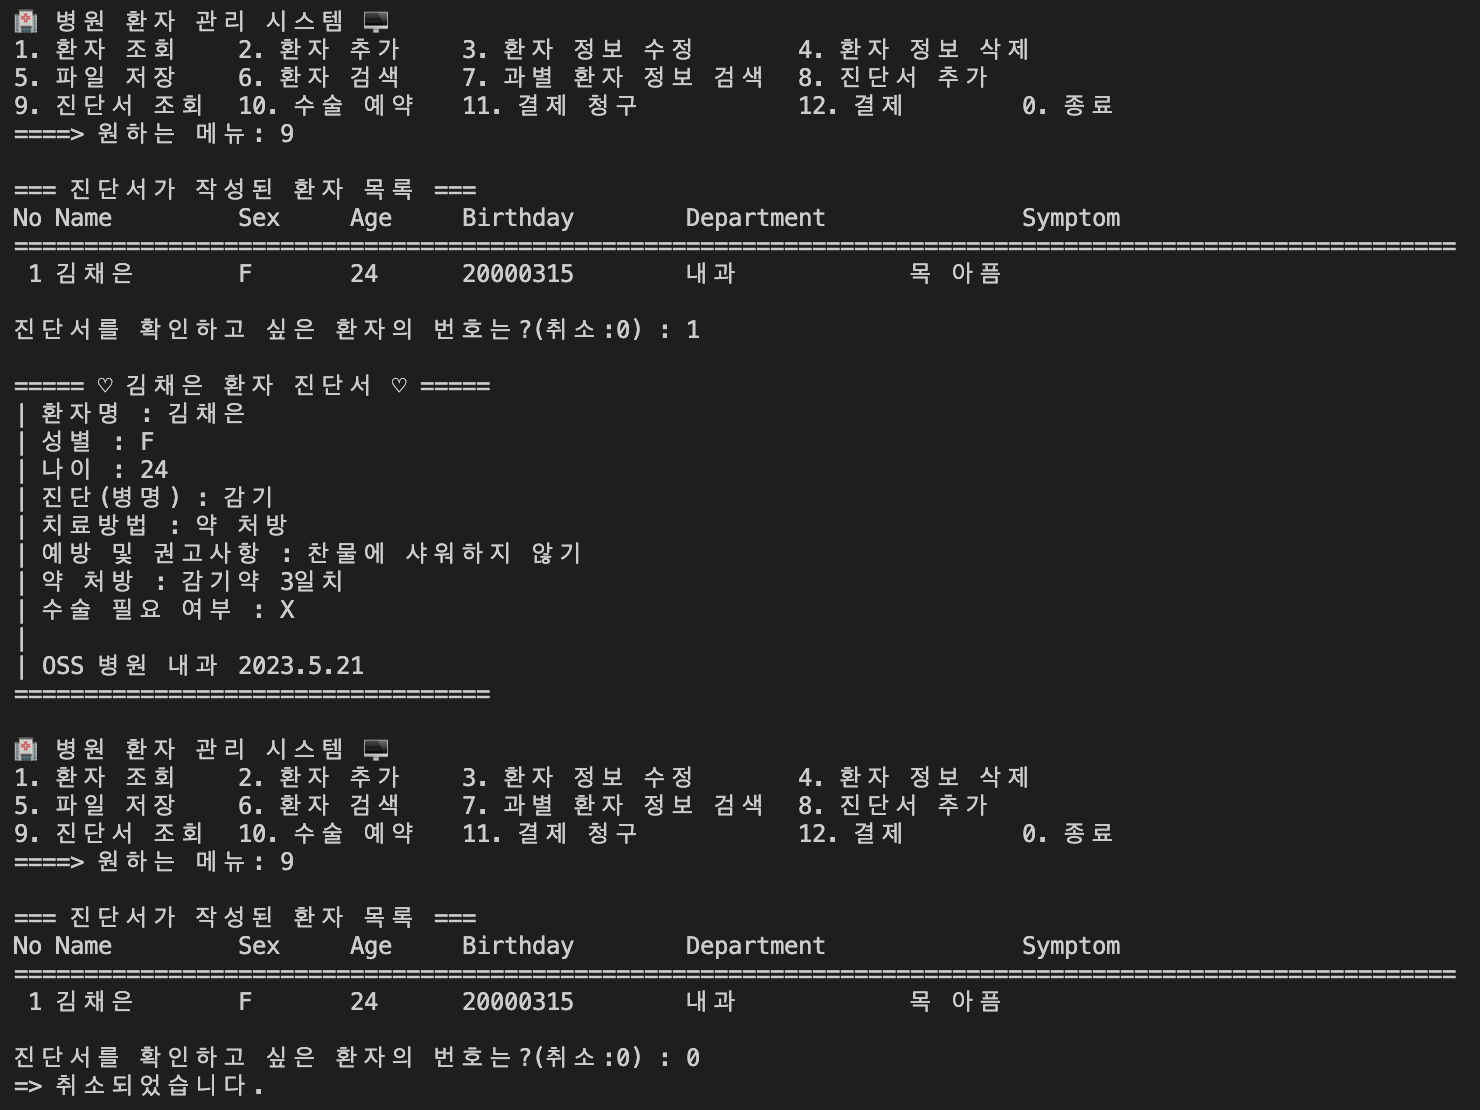 🏥 병원 환자 관리 시스템 🖥️
1. 환자 조회 2. 환자 추가 3. 환자 정보 수정 4. 환자 정보 삭제
5. 파일 저장 6. 환자 검색 7. 과별 환자 정보 검색 8. 진단서 추가
9. 진단서 조회 10. 수술 예약 11. 결제 청구 12. 결제 0. 종료
====> 원하는 메뉴: 9
=== 진단서가 작성된 환자 목록 ===
No Name Sex Age Birthday Department Symptom
=======================================================================================================
1 김채은 F 24 20000315 내과 목 아픔
진단서를 확인하고 싶은 환자의 번호는?(취소:0) : 1
===== ♡ 김채은 환자 진단서 ♡ =====
| 환자명 : 김채은
| 성별 : F
| 나이 : 24
| 진단(병명) : 감기
| 치료방법 : 약 처방
| 예방 및 권고사항 : 찬물에 샤워하지 않기
| 약 처방 : 감기약 3일치
| 수술 필요 여부 : X
|
| OSS 병원 내과 2023.5.21
==================================
🏥 병원 환자 관리 시스템 🖥️
1. 환자 조회 2. 환자 추가 3. 환자 정보 수정 4. 환자 정보 삭제
5. 파일 저장 6. 환자 검색 7. 과별 환자 정보 검색 8. 진단서 추가
9. 진단서 조회 10. 수술 예약 11. 결제 청구 12. 결제 0. 종료
====> 원하는 메뉴: 9
=== 진단서가 작성된 환자 목록 ===
No Name Sex Age Birthday Department Symptom
=======================================================================================================
1 김채은 F 24 20000315 내과 목 아픔
진단서를 확인하고 싶은 환자의 번호는?(취소:0) : 0
=> 취소되었습니다.